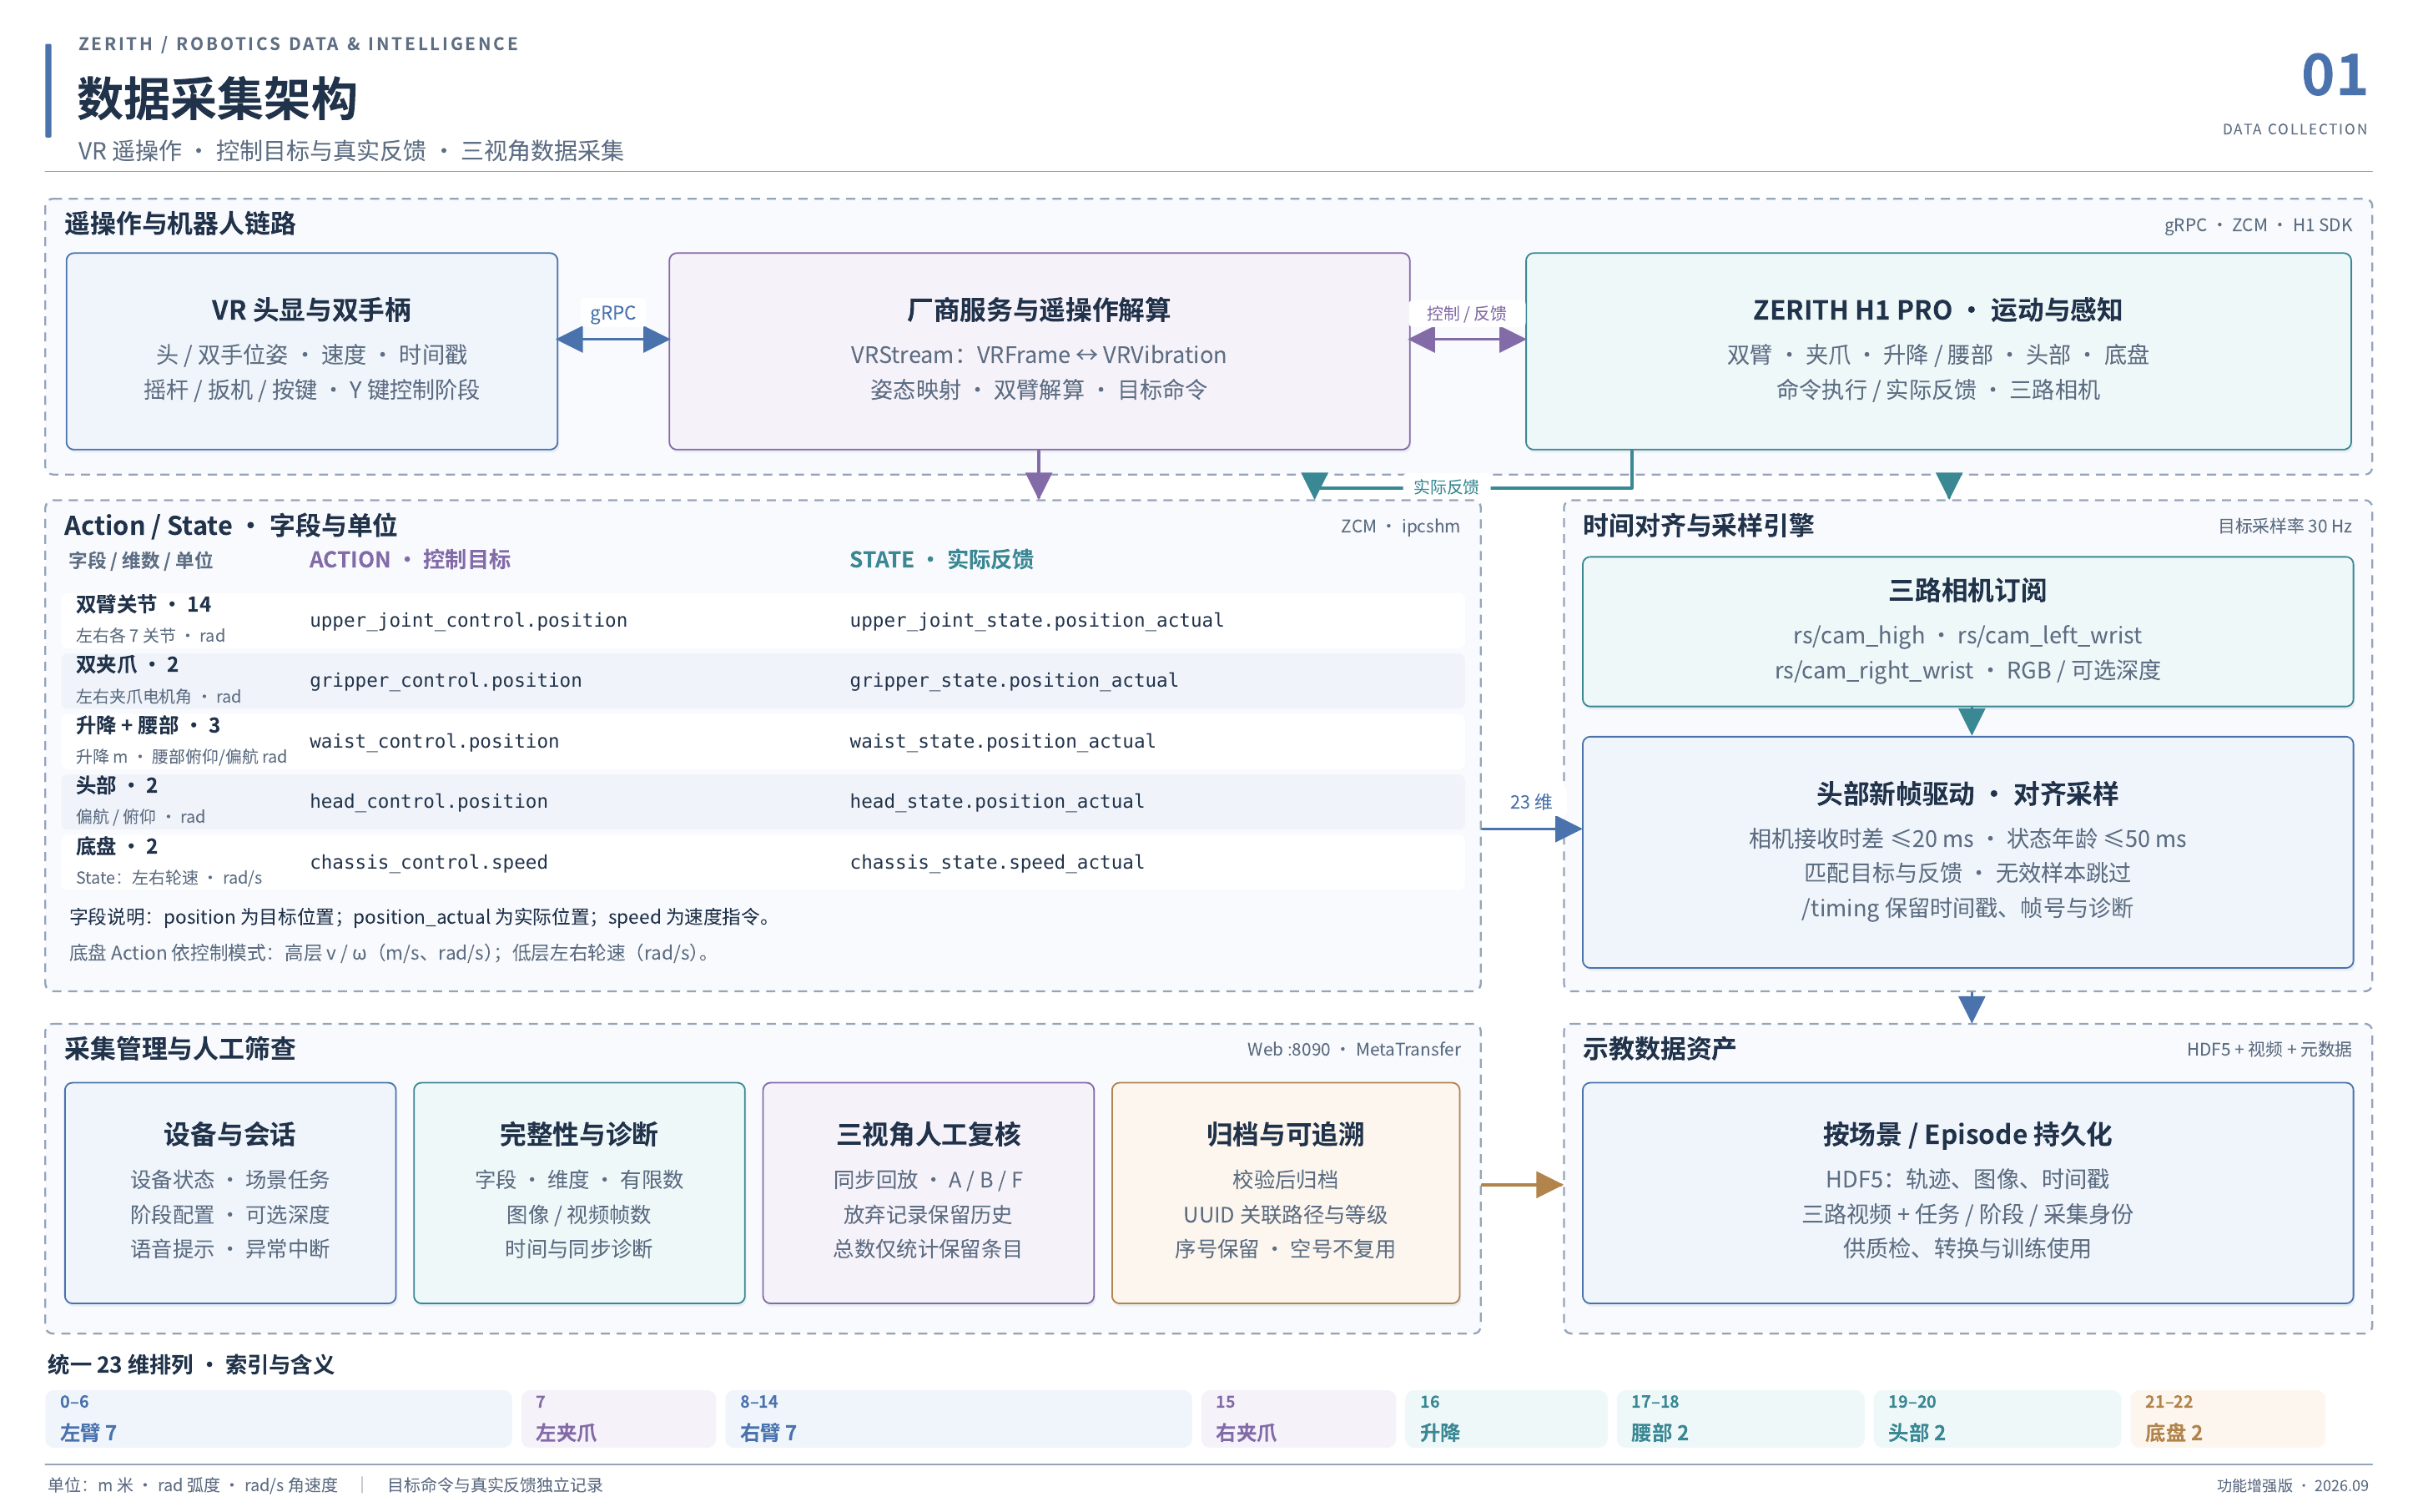 ZERITH / ROBOTICS DATA & INTELLIGENCE
数据采集架构
VR 遥操作 · 控制目标与真实反馈 · 三视角数据采集
01
DATA COLLECTION
遥操作与机器人链路
gRPC · ZCM · H1 SDK
VR 头显与双手柄
头 / 双手位姿 · 速度 · 时间戳
摇杆 / 扳机 / 按键 · Y 键控制阶段
gRPC
厂商服务与遥操作解算
VRStream：VRFrame ↔ VRVibration
姿态映射 · 双臂解算 · 目标命令
控制 / 反馈
ZERITH H1 PRO · 运动与感知
双臂 · 夹爪 · 升降 / 腰部 · 头部 · 底盘
命令执行 / 实际反馈 · 三路相机
实际反馈
Action / State · 字段与单位
ZCM · ipcshm
字段 / 维数 / 单位
ACTION · 控制目标
STATE · 实际反馈
双臂关节 · 14
左右各 7 关节 · rad
upper_joint_control.position
upper_joint_state.position_actual
双夹爪 · 2
左右夹爪电机角 · rad
gripper_control.position
gripper_state.position_actual
升降 + 腰部 · 3
升降 m · 腰部俯仰/偏航 rad
waist_control.position
waist_state.position_actual
头部 · 2
偏航 / 俯仰 · rad
head_control.position
head_state.position_actual
底盘 · 2
State：左右轮速 · rad/s
chassis_control.speed
chassis_state.speed_actual
字段说明：position 为目标位置；position_actual 为实际位置；speed 为速度指令。
底盘 Action 依控制模式：高层 v / ω（m/s、rad/s）；低层左右轮速（rad/s）。
23 维
时间对齐与采样引擎
目标采样率 30 Hz
三路相机订阅
rs/cam_high · rs/cam_left_wrist
rs/cam_right_wrist · RGB / 可选深度
头部新帧驱动 · 对齐采样
相机接收时差 ≤20 ms · 状态年龄 ≤50 ms
匹配目标与反馈 · 无效样本跳过
/timing 保留时间戳、帧号与诊断
采集管理与人工筛查
Web :8090 · MetaTransfer
设备与会话
设备状态 · 场景任务
阶段配置 · 可选深度
语音提示 · 异常中断
完整性与诊断
字段 · 维度 · 有限数
图像 / 视频帧数
时间与同步诊断
三视角人工复核
同步回放 · A / B / F
放弃记录保留历史
总数仅统计保留条目
归档与可追溯
校验后归档
UUID 关联路径与等级
序号保留 · 空号不复用
示教数据资产
HDF5 + 视频 + 元数据
按场景 / Episode 持久化
HDF5：轨迹、图像、时间戳
三路视频 + 任务 / 阶段 / 采集身份
供质检、转换与训练使用
统一 23 维排列 · 索引与含义
0–6
左臂 7
7
左夹爪
8–14
右臂 7
15
右夹爪
16
升降
17–18
腰部 2
19–20
头部 2
21–22
底盘 2
单位：m 米 · rad 弧度 · rad/s 角速度 | 目标命令与真实反馈独立记录
功能增强版 · 2026.09